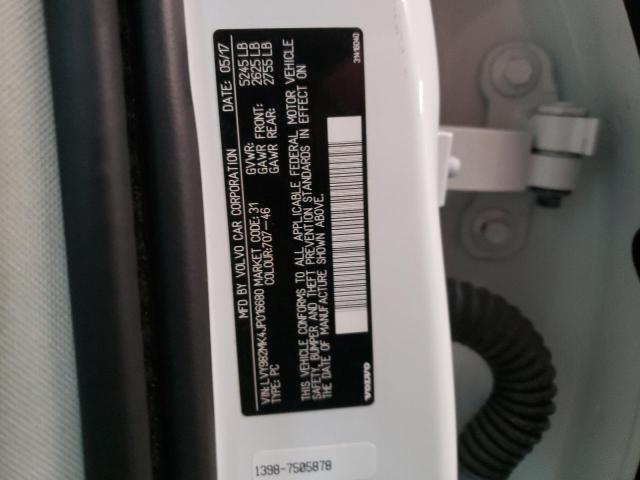 MFD BY VOLVO CAR CORPORATION DATE: 05/17
GVWR: 5245 LB
GAWR FRONT: 2625 LB
GAWR REAR: 2755 LB
VIN: LVY982MK4JP016680 MARKET CODE: 31
TYPE: PC COLOUR: 707-46
THIS VEHICLE CONFORMS TO ALL APPLICABLE FEDERAL MOTOR VEHICLE
SAFETY, BUMPER AND THEFT PREVENTION STANDARDS IN EFFECT ON
THE DATE OF MANUFACTURE SHOWN ABOVE.
VOLVO
31416040
1398-7505878